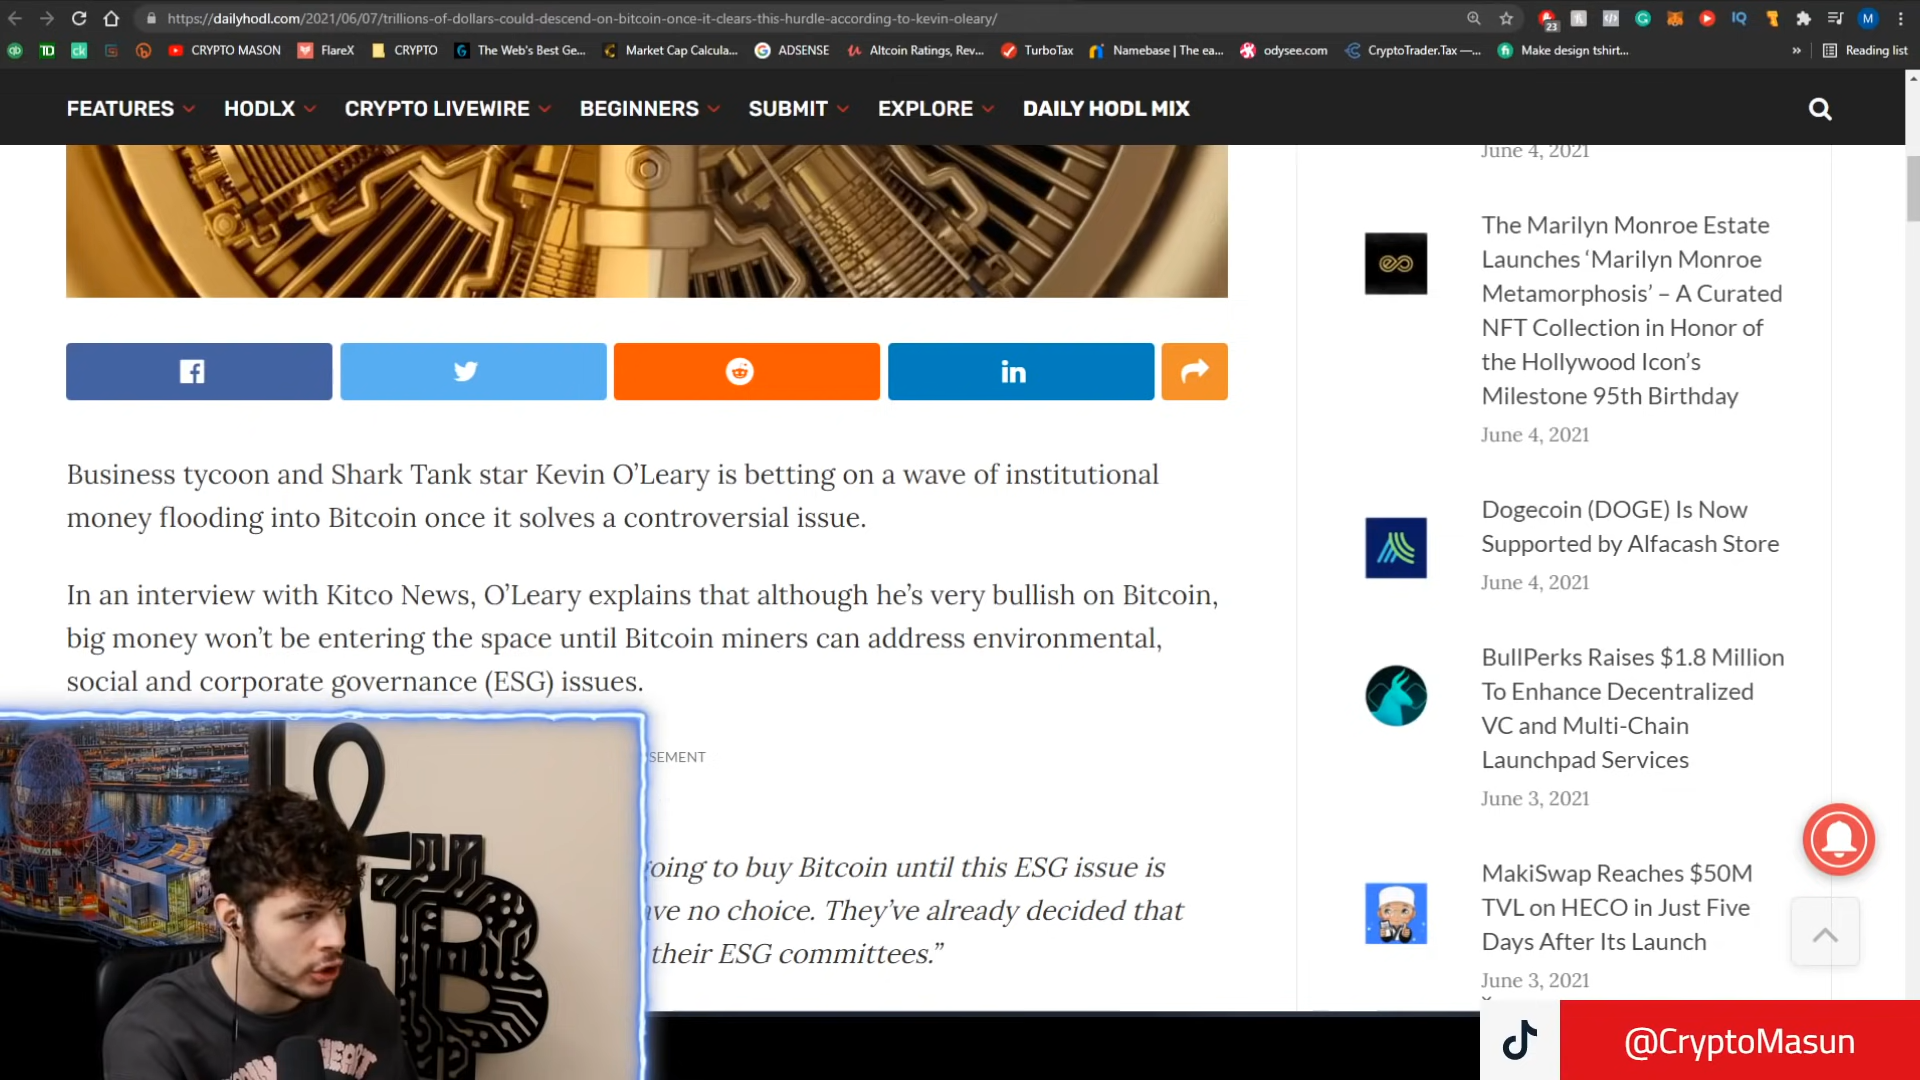 https://dailyhodl.com/2021/06/07/trillions-of-dollars-could-descend-on-bitcoin-once-it-clears-this-hurdle-according-to-kevin-oleary/
23
IQ
M
TD
ck
CRYPTO MASON
FlareX
CRYPTO
The Web's Best Ge...
Market Cap Calcula...
ADSENSE
Altcoin Ratings, Rev...
TurboTax
Namebase | The ea...
odysee.com
CryptoTrader.Tax —...
Make design tshirt...
»
Reading list
FEATURES
HODLX
CRYPTO LIVEWIRE
BEGINNERS
SUBMIT
EXPLORE
DAILY HODL MIX
Business tycoon and Shark Tank star Kevin O’Leary is betting on a wave of institutional
money flooding into Bitcoin once it solves a controversial issue.
In an interview with Kitco News, O’Leary explains that although he’s very bullish on Bitcoin,
big money won’t be entering the space until Bitcoin miners can address environmental,
social and corporate governance (ESG) issues.
SEMENT
going to buy Bitcoin until this ESG issue is
ave no choice. They’ve already decided that
their ESG committees.”
June 4, 2021
The Marilyn Monroe Estate
Launches ‘Marilyn Monroe
Metamorphosis’ – A Curated
NFT Collection in Honor of
the Hollywood Icon’s
Milestone 95th Birthday
June 4, 2021
Dogecoin (DOGE) Is Now
Supported by Alfacash Store
June 4, 2021
BullPerks Raises $1.8 Million
To Enhance Decentralized
VC and Multi-Chain
Launchpad Services
June 3, 2021
MakiSwap Reaches $50M
TVL on HECO in Just Five
Days After Its Launch
June 3, 2021
@CryptoMasun